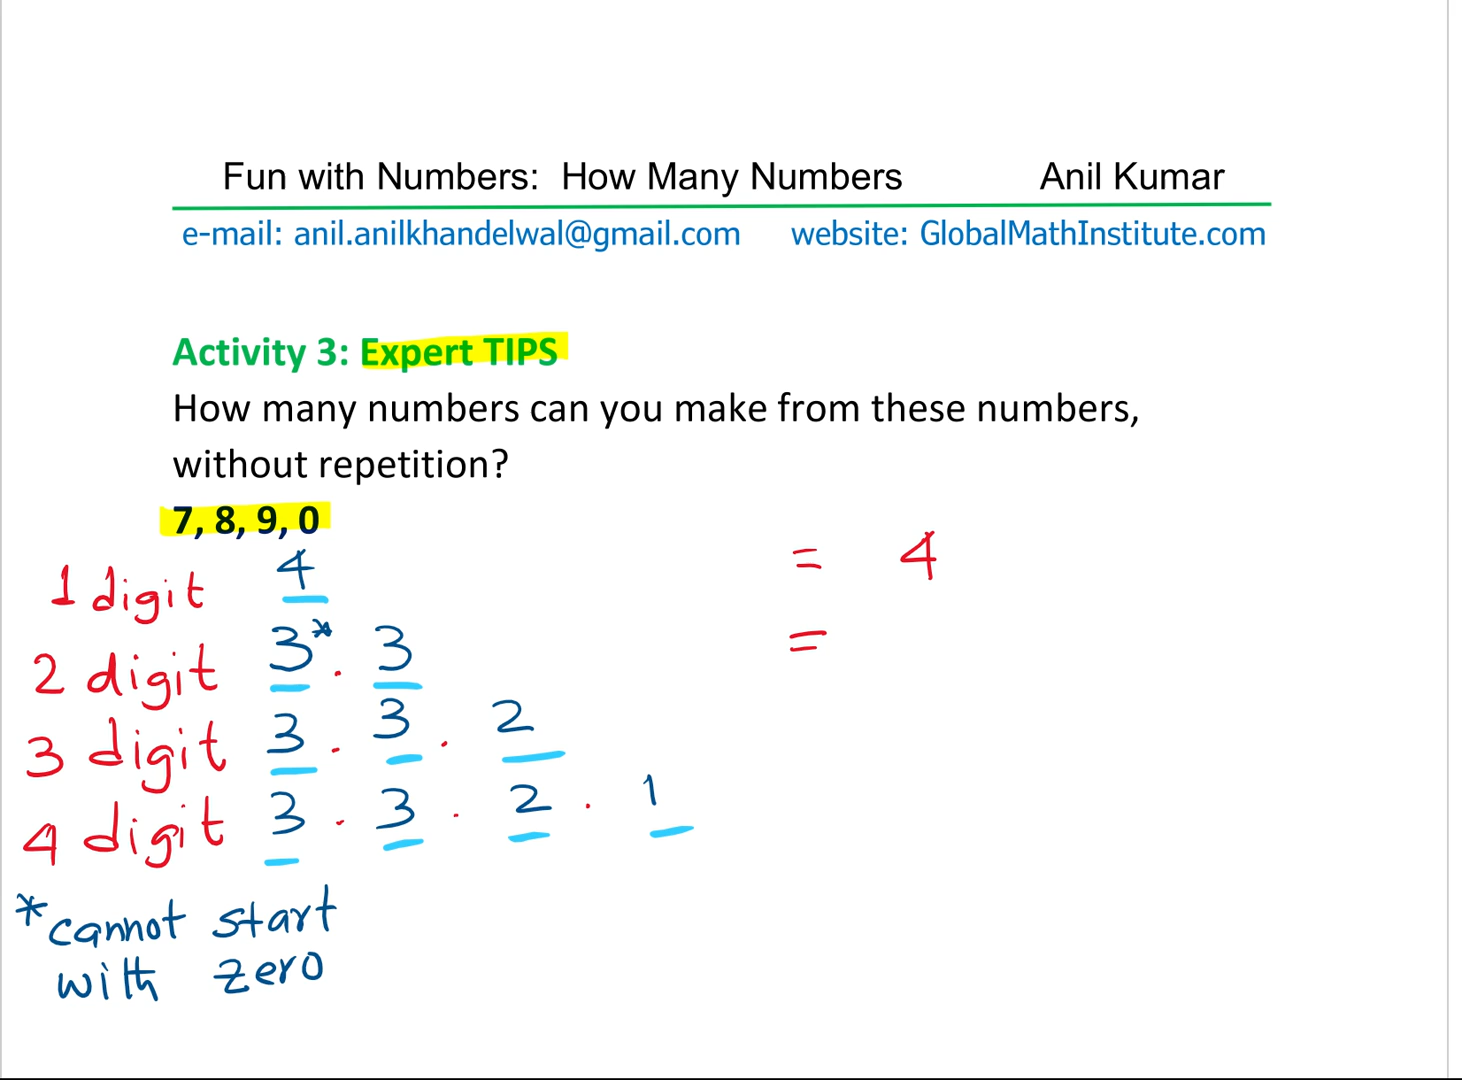 Fun with Numbers: How Many Numbers Anil Kumar
e-mail: anil.anilkhandelwal@gmail.com website: GlobalMathInstitute.com
Activity 3: Expert TIPS
How many numbers can you make from these numbers,
without repetition?
7, 8, 9, 0
1 digit 4 = 4
2 digit 3* . 3 =
3 digit 3 . 3 . 2
4 digit 3 . 3 . 2 . 1
*cannot start
with zero